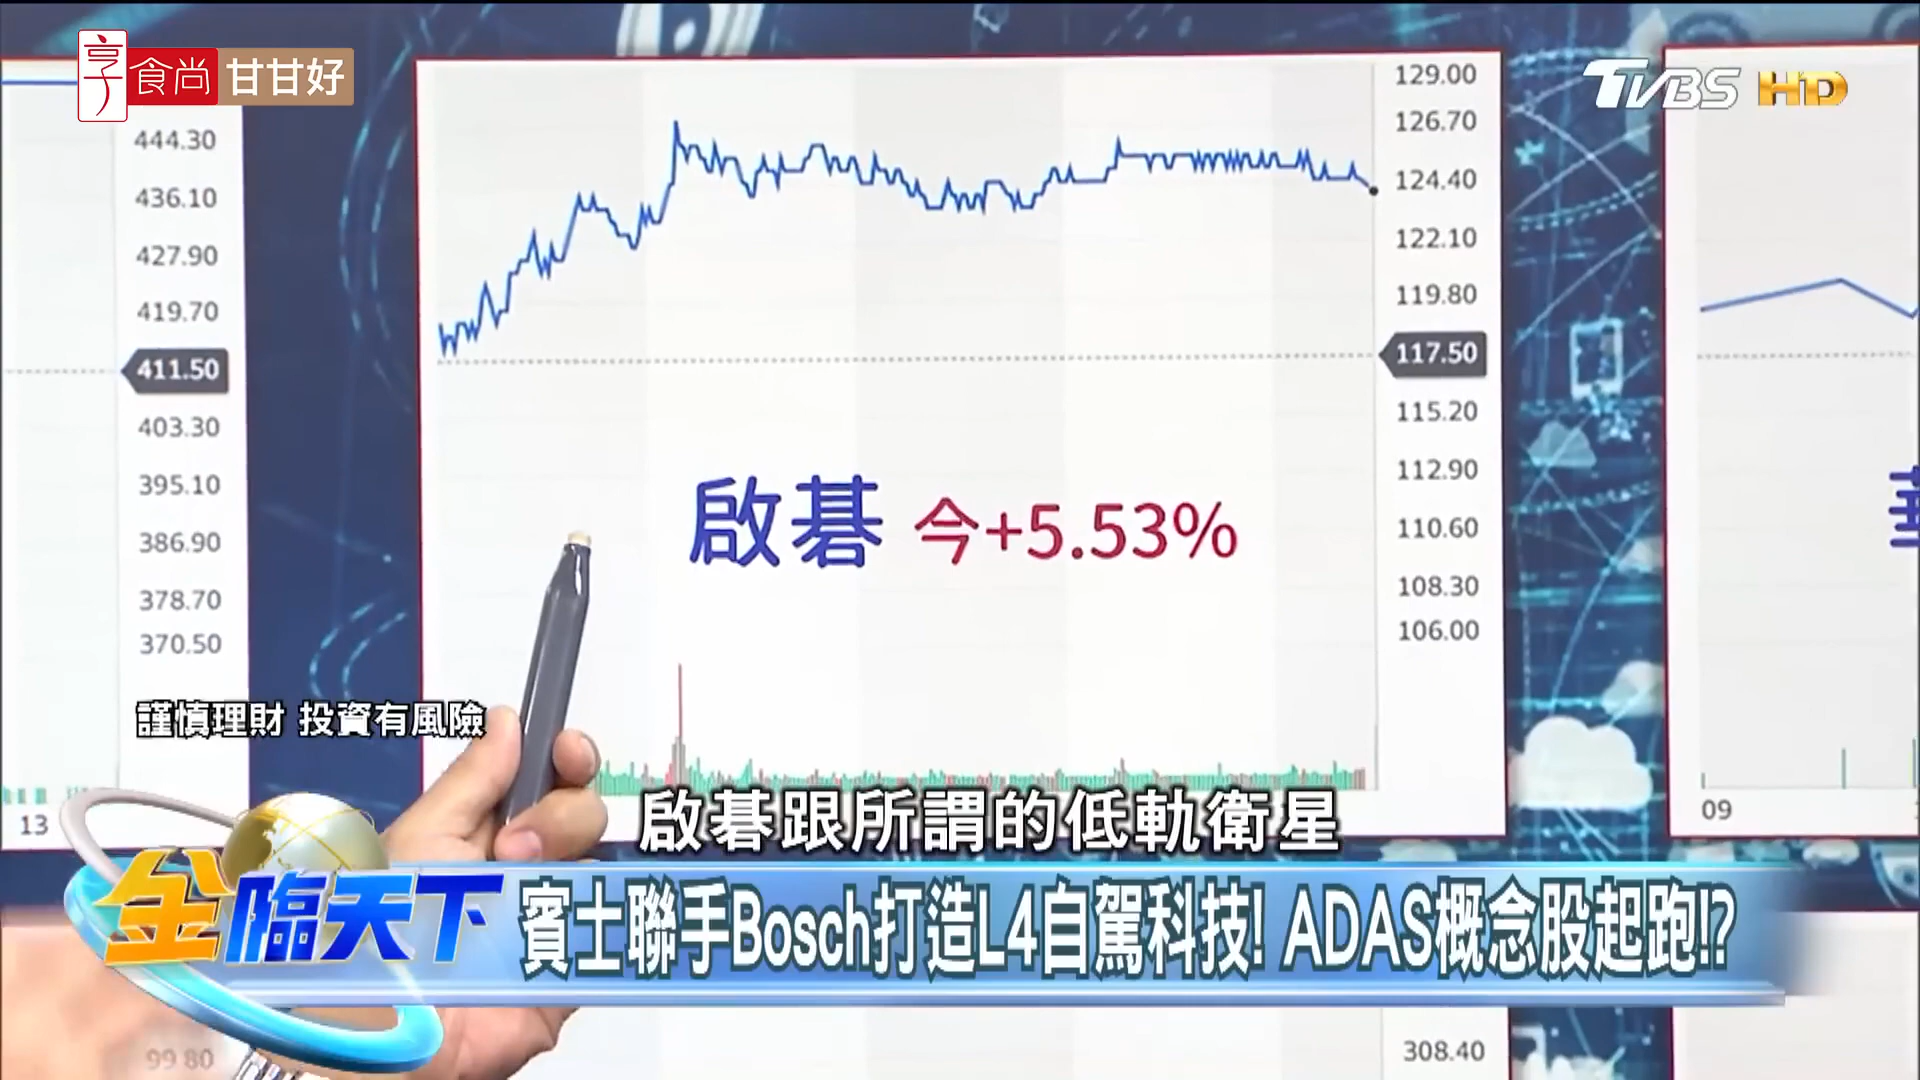 享
食尚
甘甘好
TVBS HD
444.30
436.10
427.90
419.70
411.50
403.30
395.10
386.90
378.70
370.50
13
129.00
126.70
124.40
122.10
119.80
117.50
115.20
112.90
110.60
108.30
106.00
啟碁 今+5.53%
09
謹慎理財 投資有風險
啟碁跟所謂的低軌衛星
金臨天下
賓士聯手Bosch打造L4自駕科技! ADAS概念股起跑!?
99.80
308.40